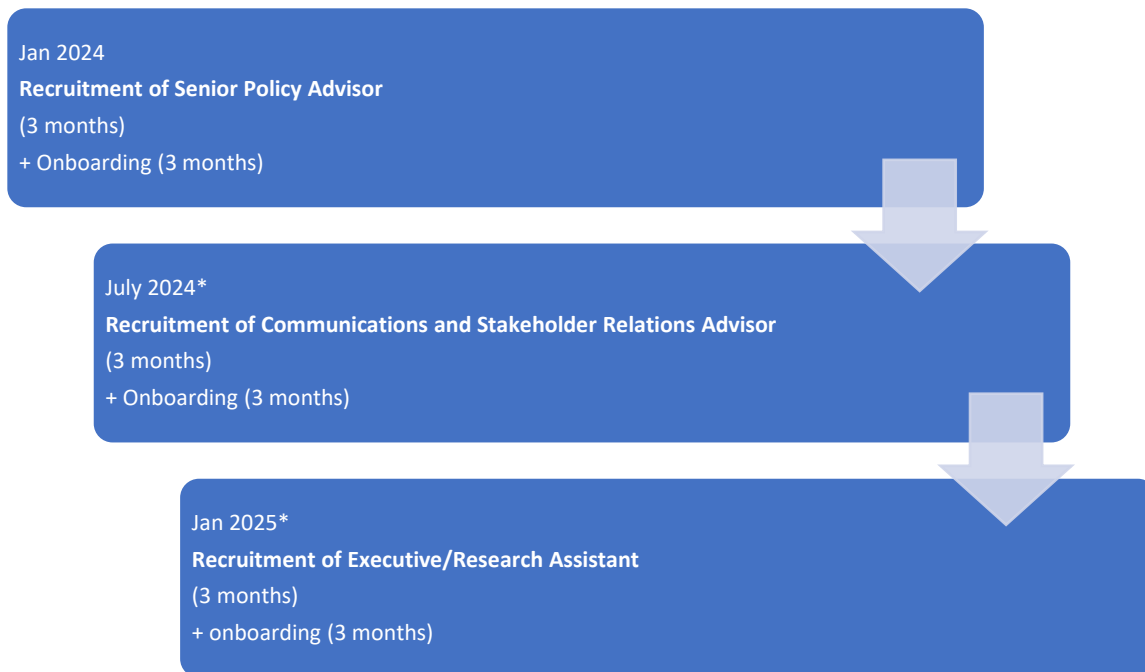 Jan 2024
Recruitment of Senior Policy Advisor
(3 months)
+ Onboarding (3 months)
July 2024*
Recruitment of Communications and Stakeholder Relations Advisor
(3 months)
+ Onboarding (3 months)
Jan 2025*
Recruitment of Executive/Research Assistant
(3 months)
+ onboarding (3 months)